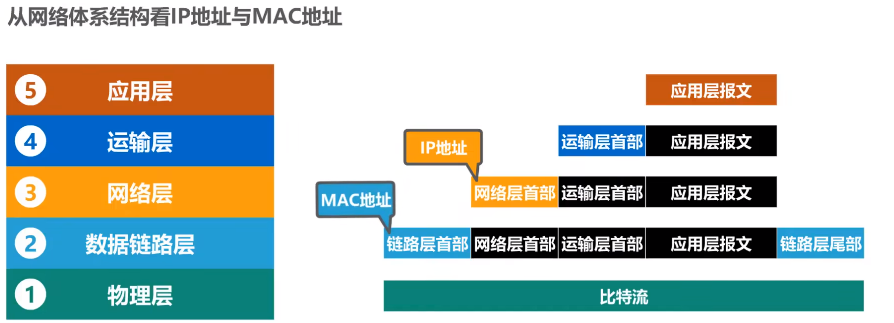 从网络体系结构看IP地址与MAC地址
5 应用层 应用层报文
4 运输层 运输层首部 应用层报文
IP地址
3 网络层 网络层首部 运输层首部 应用层报文
MAC地址
2 数据链路层 链路层首部 网络层首部 运输层首部 应用层报文 链路层尾部
1 物理层 比特流